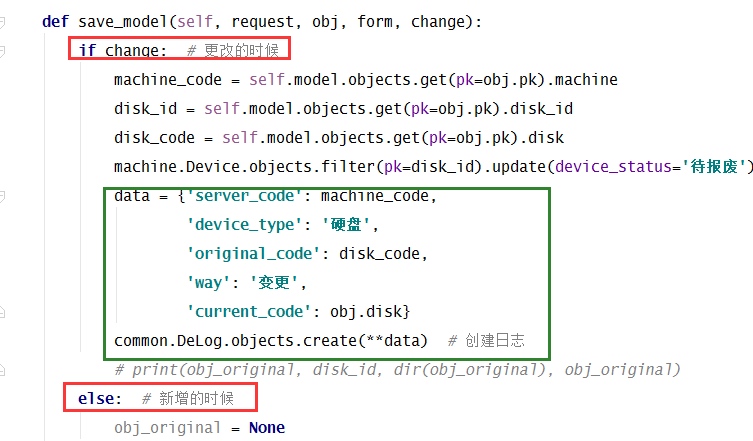 def save_model(self, request, obj, form, change):
if change:  # 更改的时候
machine_code = self.model.objects.get(pk=obj.pk).machine
disk_id = self.model.objects.get(pk=obj.pk).disk_id
disk_code = self.model.objects.get(pk=obj.pk).disk
machine.Device.objects.filter(pk=disk_id).update(device_status='待报废')
data = {'server_code': machine_code,
'device_type': '硬盘',
'original_code': disk_code,
'way': '变更',
'current_code': obj.disk}
common.DeLog.objects.create(**data)  # 创建日志
# print(obj_original, disk_id, dir(obj_original), obj_original)
else:  # 新增的时候
obj_original = None